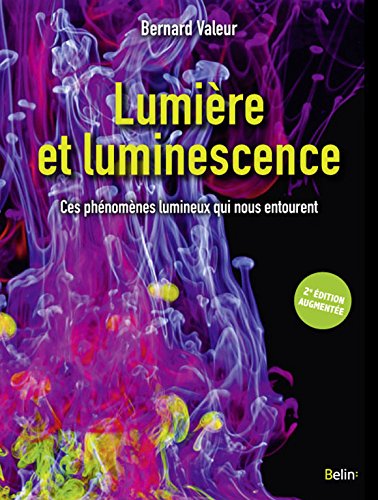 Bernard Valeur
Lumière
et luminescence
Ces phénomènes lumineux qui nous entourent
2e ÉDITION
AUGMENTÉE
Belin: